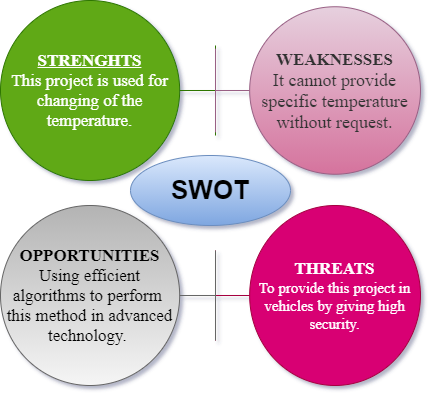 STRENGHTS
This project is used for
changing of the
temperature.
WEAKNESSES
It cannot provide
specific temperature
without request.
SWOT
OPPORTUNITIES
Using efficient
algorithms to perform
this method in advanced
technology.
THREATS
To provide this project in
vehicles by giving high
security.